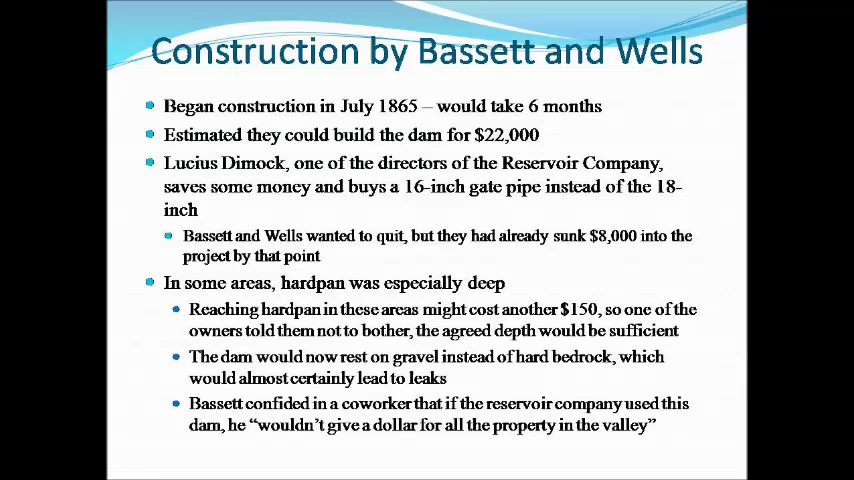 Construction by Bassett and Wells
Began construction in July 1865 – would take 6 months
Estimated they could build the dam for $22,000
Lucius Dimock, one of the directors of the Reservoir Company,
saves some money and buys a 16-inch gate pipe instead of the 18-
inch
Bassett and Wells wanted to quit, but they had already sunk $8,000 into the
project by that point
In some areas, hardpan was especially deep
Reaching hardpan in these areas might cost another $150, so one of the
owners told them not to bother, the agreed depth would be sufficient
The dam would now rest on gravel instead of hard bedrock, which
would almost certainly lead to leaks
Bassett confided in a coworker that if the reservoir company used this
dam, he “wouldn’t give a dollar for all the property in the valley”